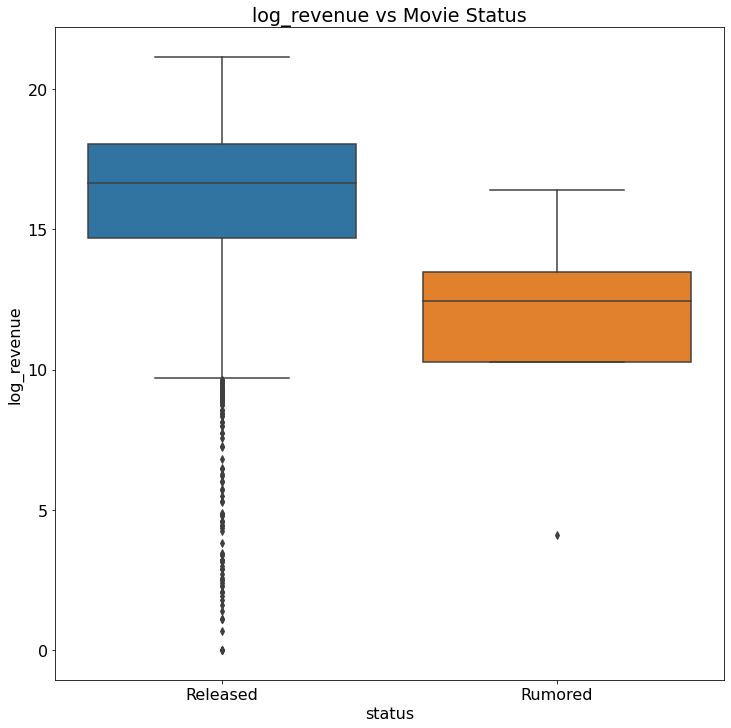 log_revenue vs Movie Status
20
15
10
5
0
log_revenue
Released
Rumored
status